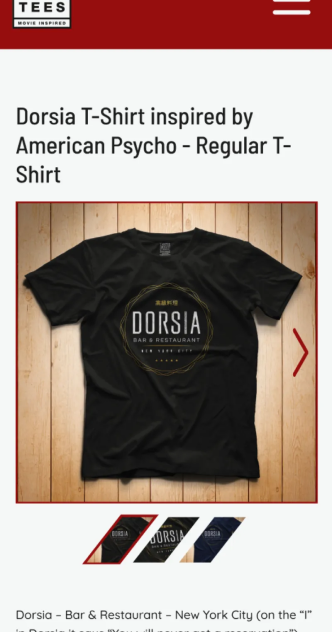 TEES
MOVIE INSPIRED
Dorsia T-Shirt inspired by
American Psycho - Regular T-
Shirt
DORSIA
BAR & RESTAURANT
NEW YORK CITY
DORSIA
DORSIA
DORSIA
Dorsia – Bar & Restaurant – New York City (on the “I”
in Dorsia it says “You will never get a reservation”)